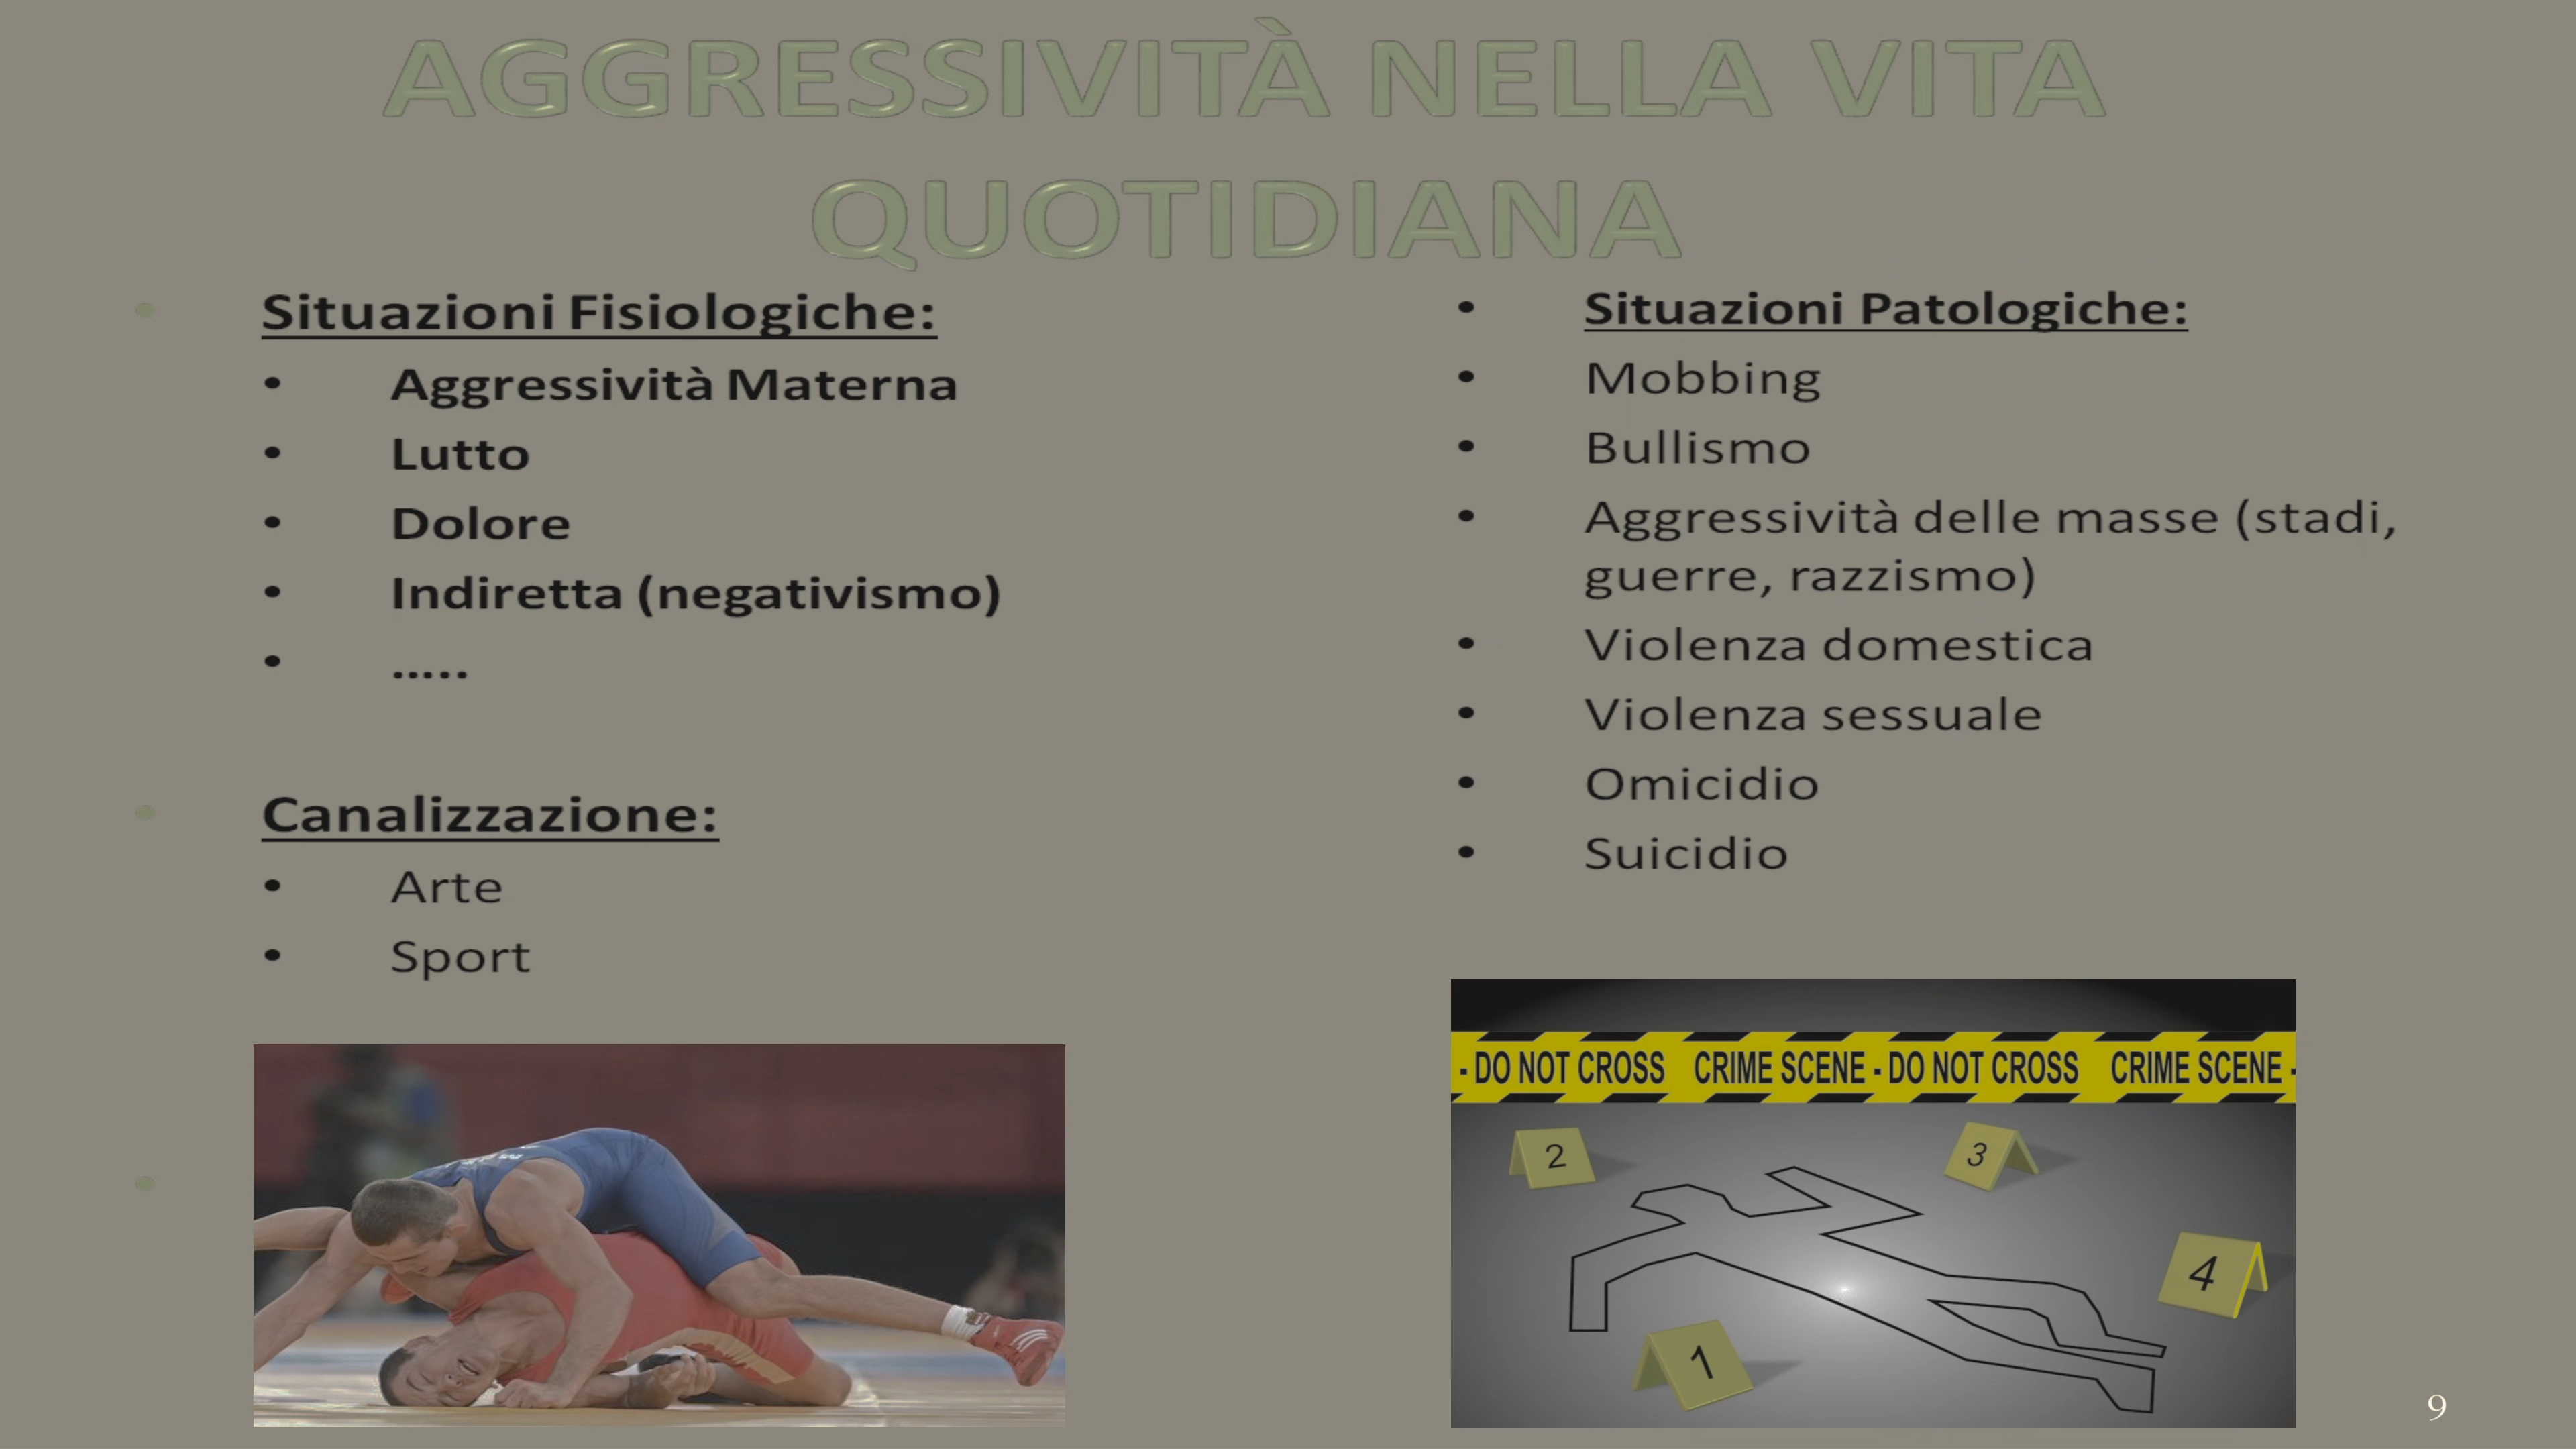 AGGRESSIVITÀ NELLA VITA
QUOTIDIANA
• Situazioni Fisiologiche:
• Aggressività Materna
• Lutto
• Dolore
• Indiretta (negativismo)
• .....
• Canalizzazione:
• Arte
• Sport
• Situazioni Patologiche:
• Mobbing
• Bullismo
• Aggressività delle masse (stadi,
guerre, razzismo)
• Violenza domestica
• Violenza sessuale
• Omicidio
• Suicidio
- DO NOT CROSS CRIME SCENE - DO NOT CROSS CRIME SCENE -
2
3
4
1
9